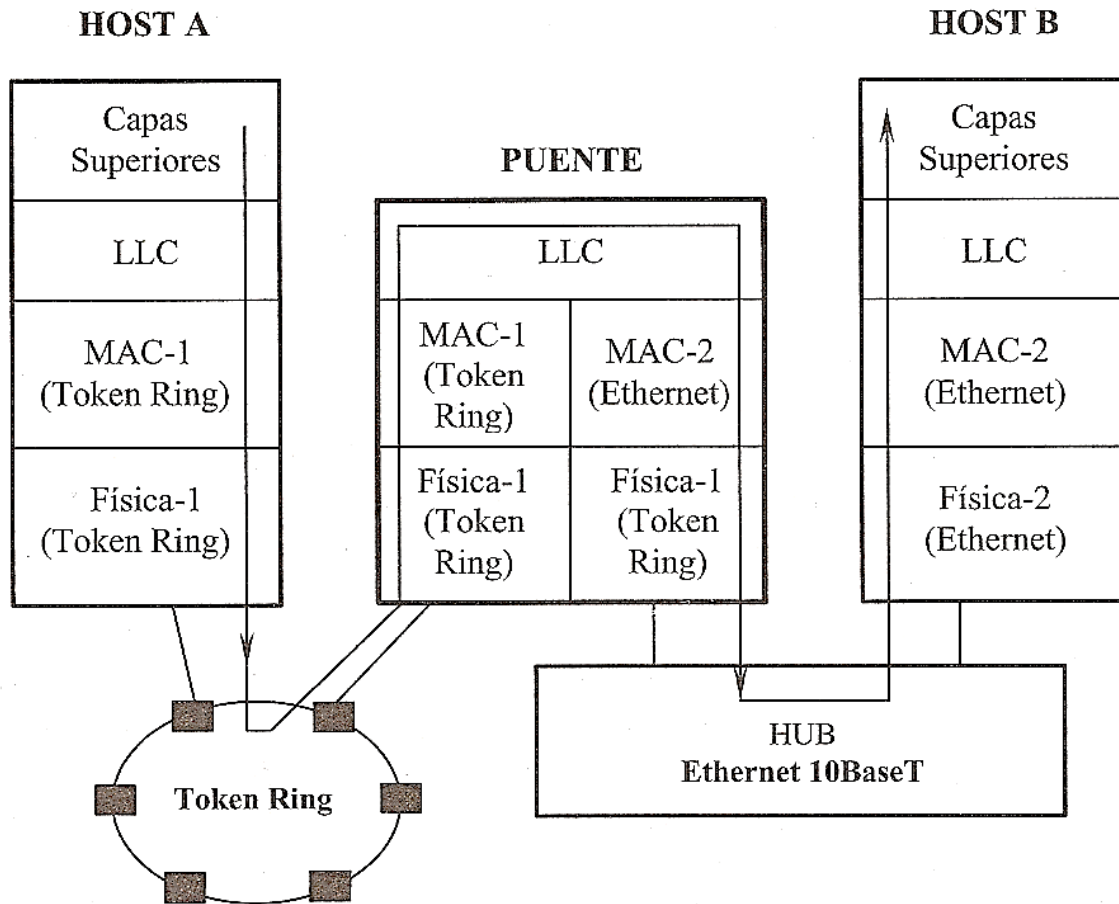 HOST A
HOST B
PUENTE
Capas
Superiores
LLC
MAC-1
(Token Ring)
Física-1
(Token Ring)
LLC
MAC-1
(Token
Ring)
MAC-2
(Ethernet)
Física-1
(Token
Ring)
Física-1
(Token
Ring)
Capas
Superiores
LLC
MAC-2
(Ethernet)
Física-2
(Ethernet)
Token Ring
HUB
Ethernet 10BaseT